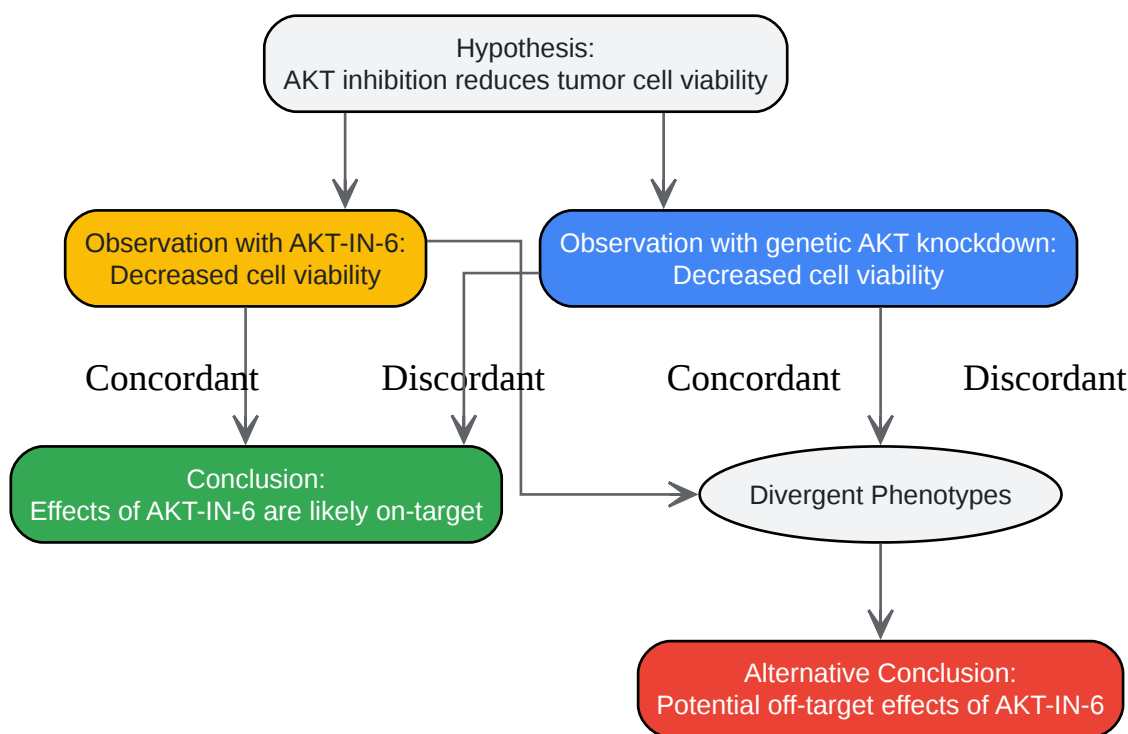 Hypothesis:
AKT inhibition reduces tumor cell viability
Observation with AKT-IN-6:
Decreased cell viability
Observation with genetic AKT knockdown:
Decreased cell viability
Concordant
Discordant
Concordant
Discordant
Conclusion:
Effects of AKT-IN-6 are likely on-target
Divergent Phenotypes
Alternative Conclusion:
Potential off-target effects of AKT-IN-6